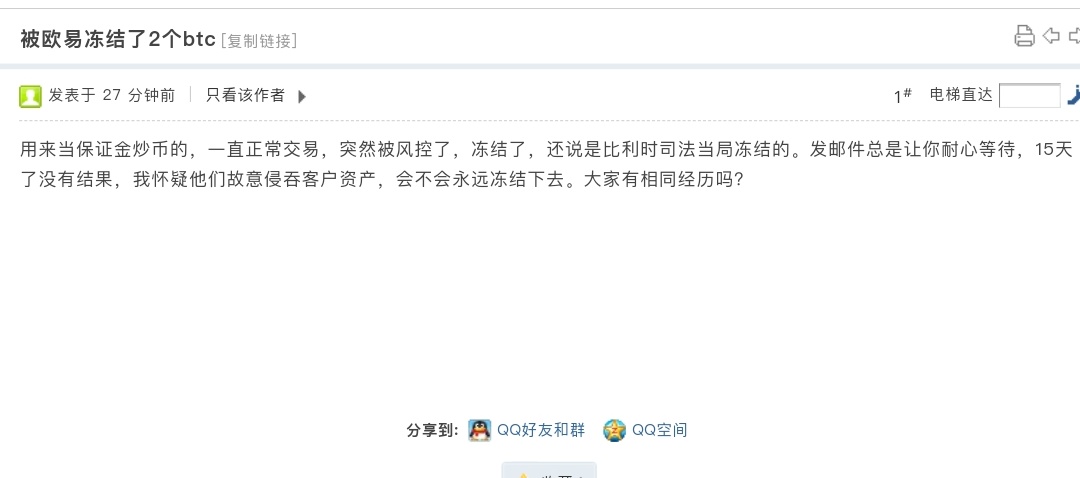 被欧易冻结了2个btc [复制链接]
发表于 27 分钟前 只看该作者
1# 电梯直达
用来当保证金炒币的，一直正常交易，突然被风控了，冻结了，还说是比利时司法当局冻结的。发邮件总是让你耐心等待，15天
了没有结果，我怀疑他们故意侵吞客户资产，会不会永远冻结下去。大家有相同经历吗?
分享到: QQ好友和群 QQ空间